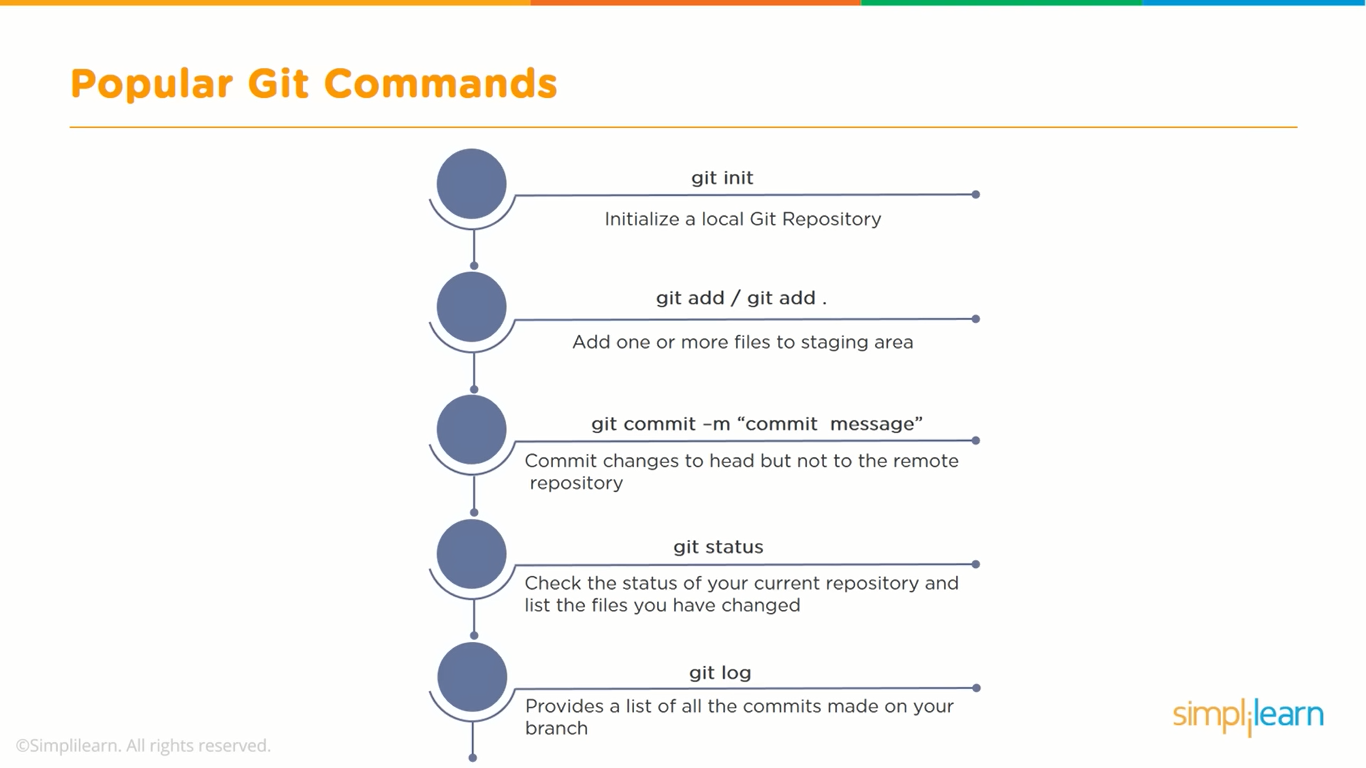 Popular Git Commands
git init
Initialize a local Git Repository
git add / git add .
Add one or more files to staging area
git commit –m “commit  message”
Commit changes to head but not to the remote
repository
git status
Check the status of your current repository and
list the files you have changed
git log
Provides a list of all the commits made on your
branch
simplilearn
©Simplilearn. All rights reserved.